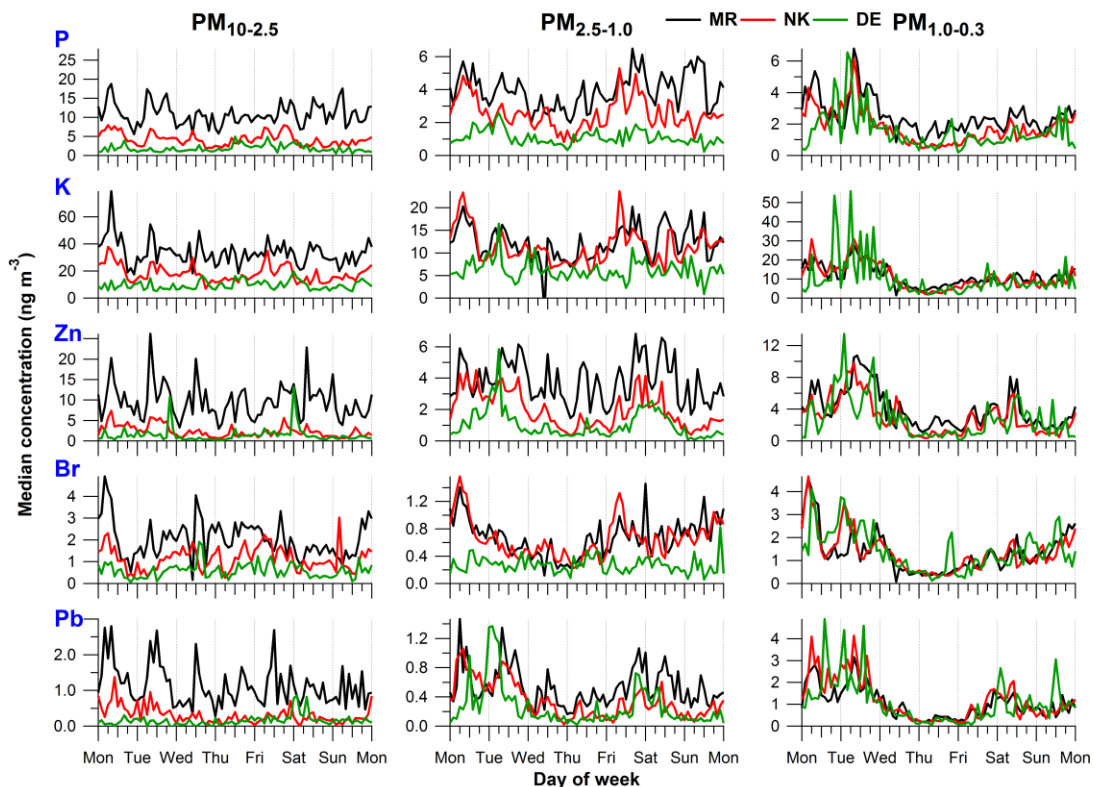 PM10-2.5 PM2.5-1.0 MR NK DE PM1.0-0.3
P
25 20 15 10 5 0
6 4 2 0
6 4 2 0
K
60 40 20 0
20 15 10 5 0
50 40 30 20 10 0
Median concentration (ng m-3)
Zn
25 20 15 10 5 0
6 4 2 0
12 8 4 0
Br
4 3 2 1 0
1.2 0.8 0.4 0.0
4 3 2 1 0
Pb
2.0 1.0 0.0
1.2 0.8 0.4 0.0
4 3 2 1 0
Mon Tue Wed Thu Fri Sat Sun Mon Mon Tue Wed Thu Fri Sat Sun Mon Mon Tue Wed Thu Fri Sat Sun Mon
Day of week